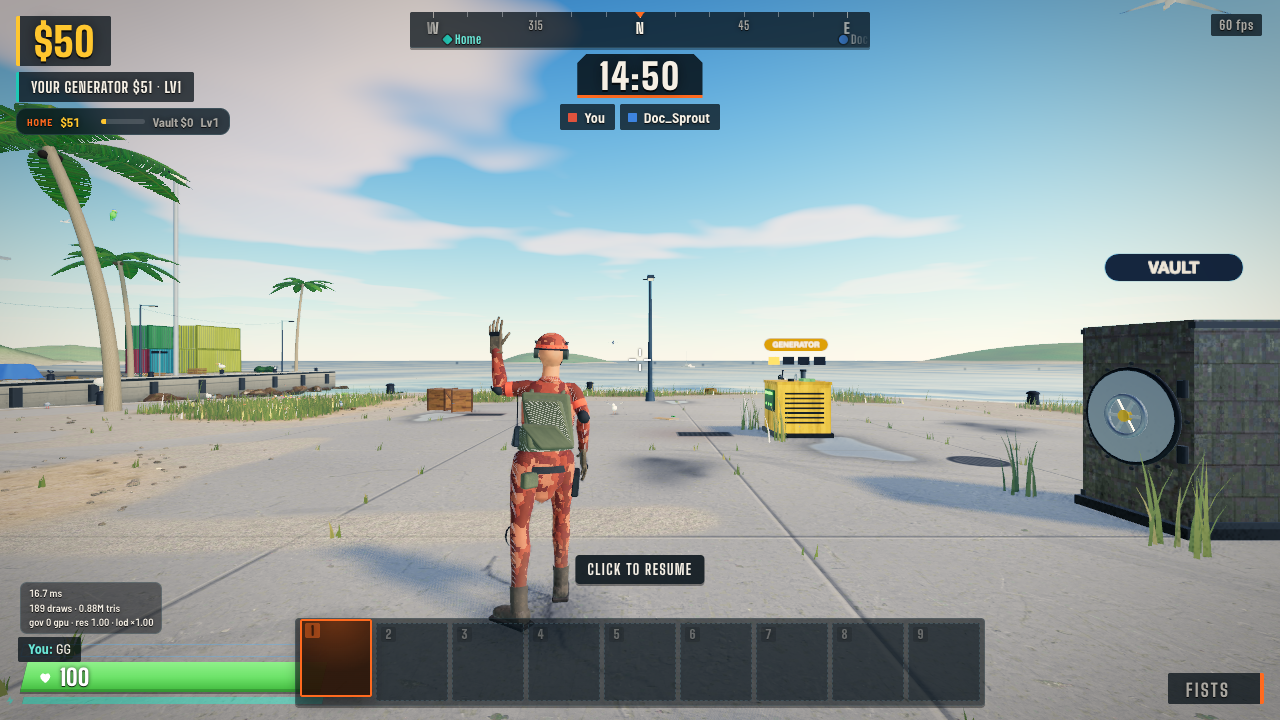 $50
YOUR GENERATOR $51 · LV1
HOME $51 Vault $0 Lv1
W 315 N 45 E
Home Doc
14:50
You Doc_Sprout
60 fps
VAULT
GENERATOR
CLICK TO RESUME
16.7 ms
189 draws · 0.88M tris
gov 0 gpu · res 1.00 · lod ×1.00
You: GG
100
1 2 3 4 5 6 7 8 9
FISTS